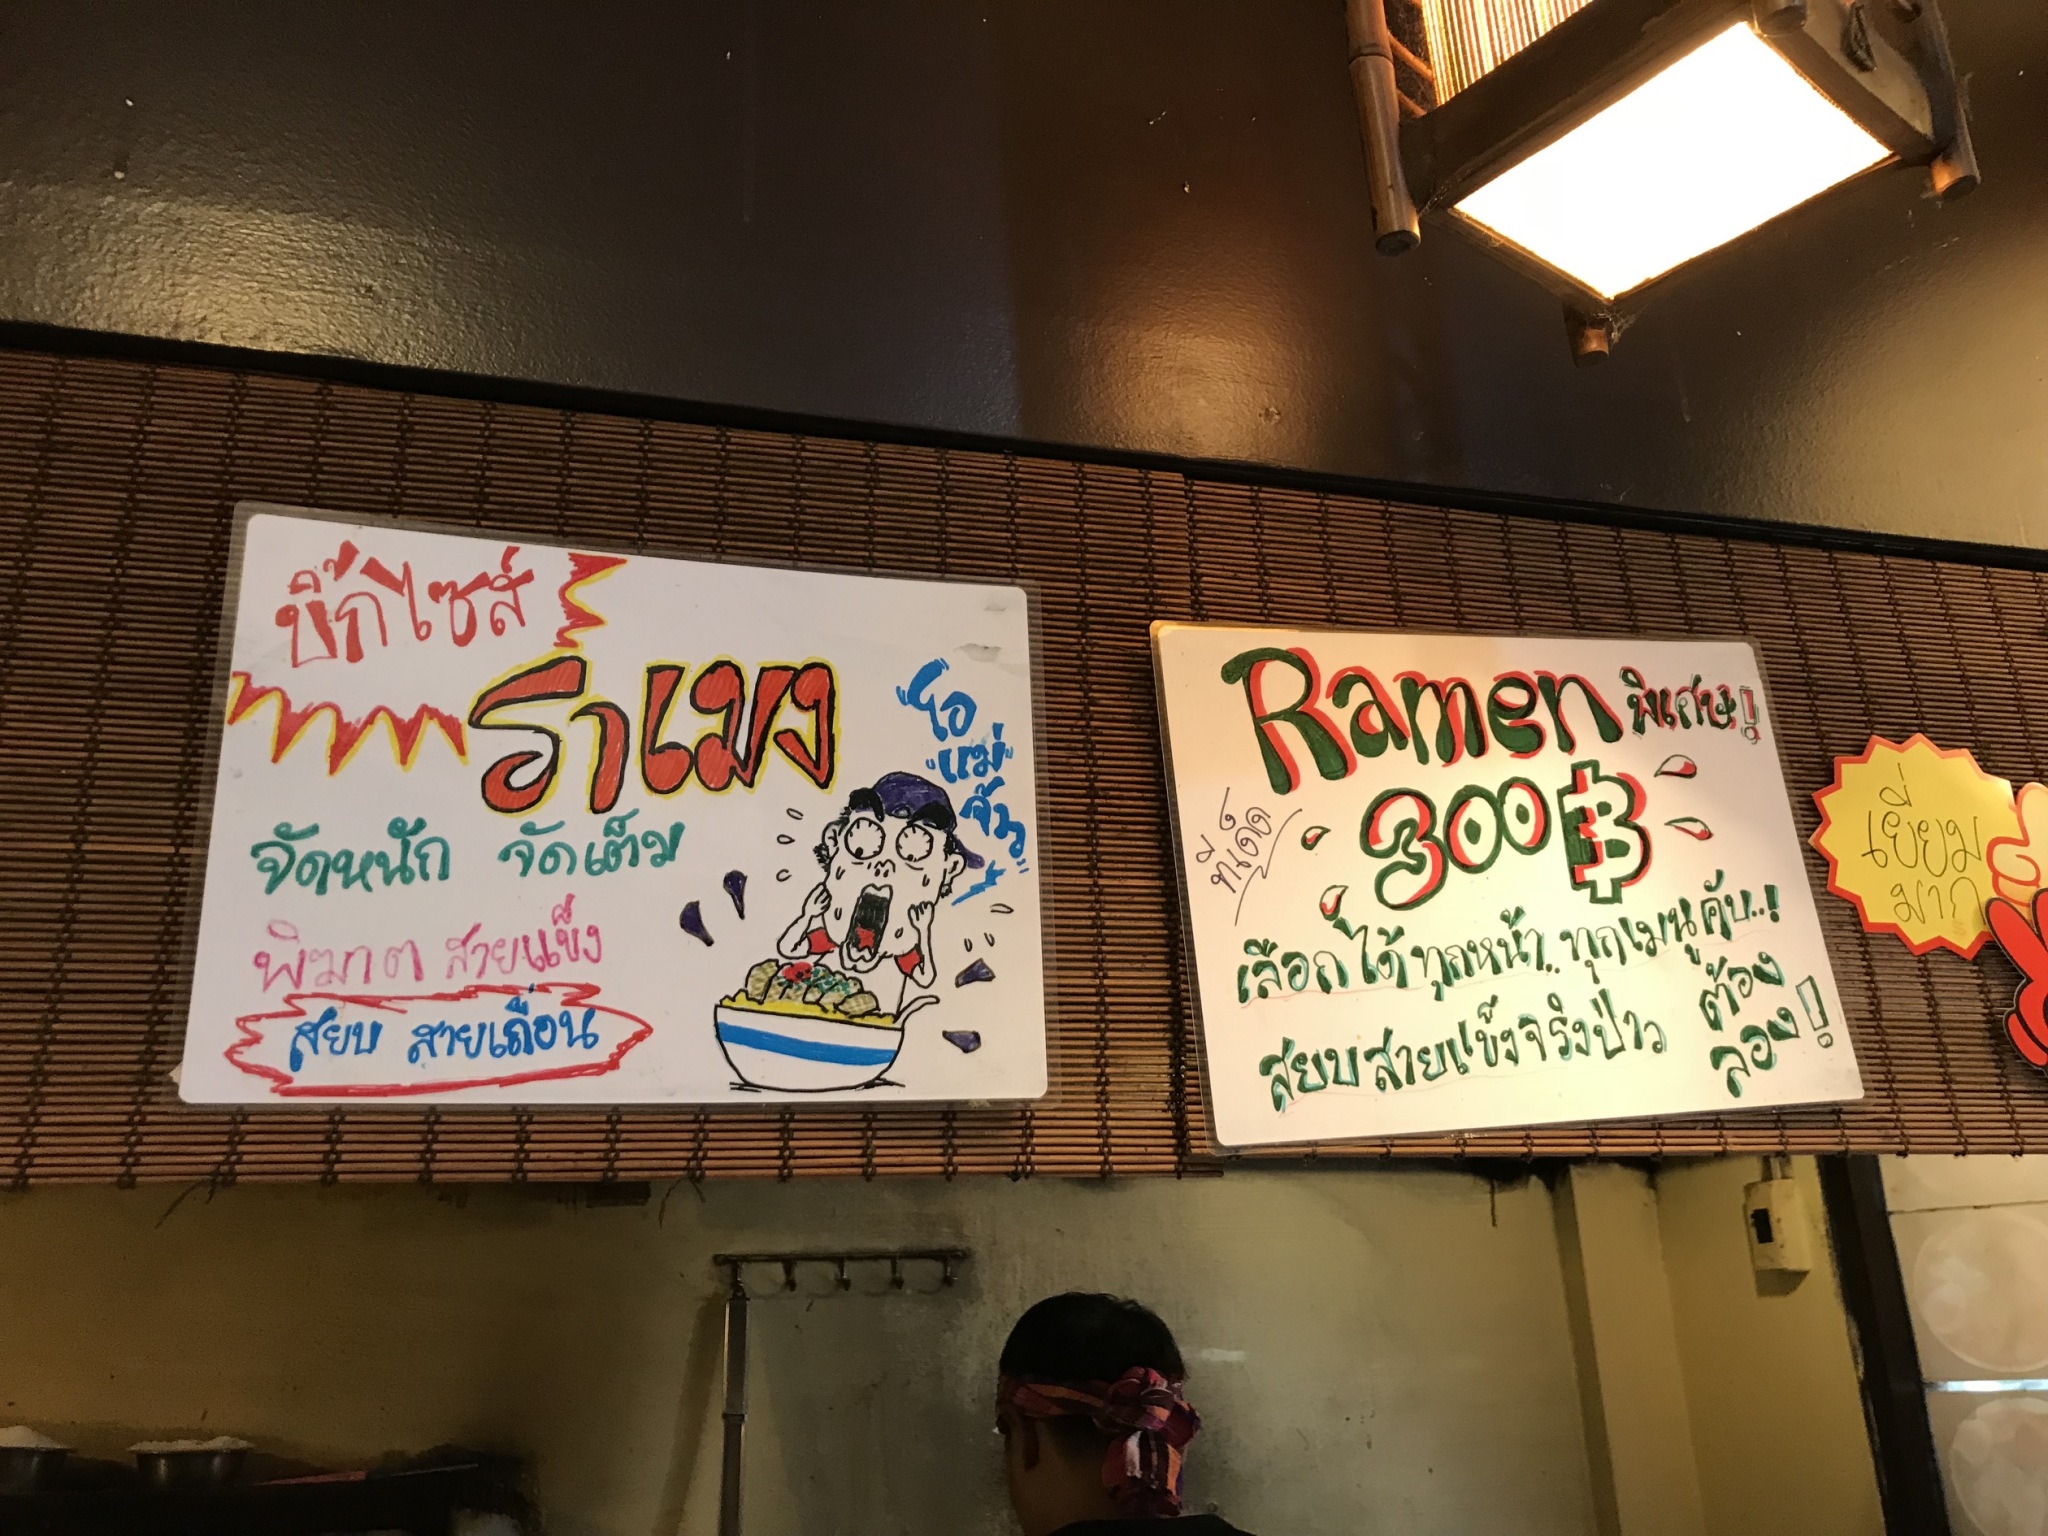 บิ๊กไซส์
ราเมง
จัดหนัก จัดเต็ม
พิฆาต สายแข็ง
สยบ สายเถื่อน
"โอ
"แม่"
จ้าว"
Ramen พิเศษ!
ทีเด็ด
300฿
เลือกได้ทุกหน้า..ทุกเมนูคับ..!
สยบสายแข็งจริงป่าว
ต้อง
ลอง!
เยี่ยม
มาก